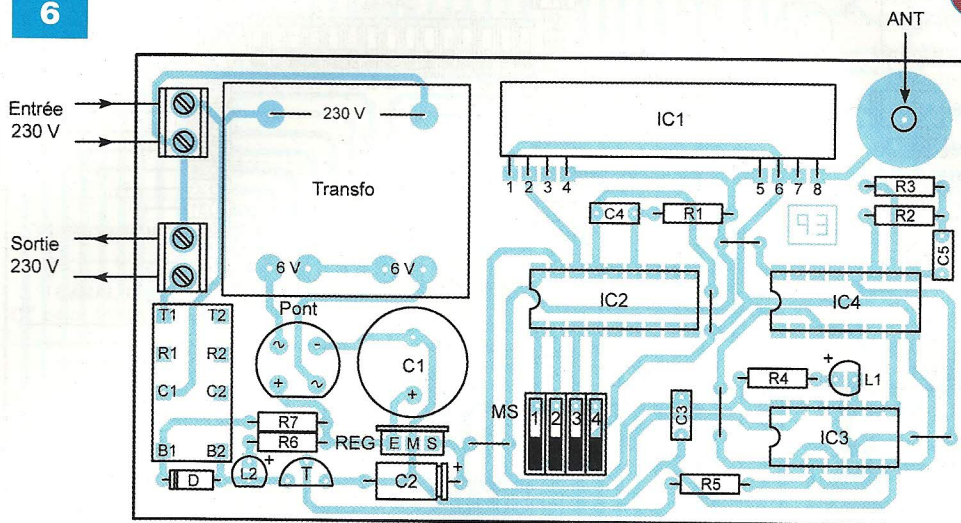 6
ANT
Entrée
230 V
230 V
IC1
Transfo
1 2 3 4
5 6 7 8
R3
C4
R1
R2
93
C5
Sortie
230 V
6 V
6 V
IC2
IC4
Pont
T1 T2
R1 R2
C1 C2
B1 B2
~ -
+ ~
C1
+
R4
+
L1
MS
1 2 3 4
C3
IC3
R7
R6
REG
E M S
D
L2
+
T
C2
+
R5